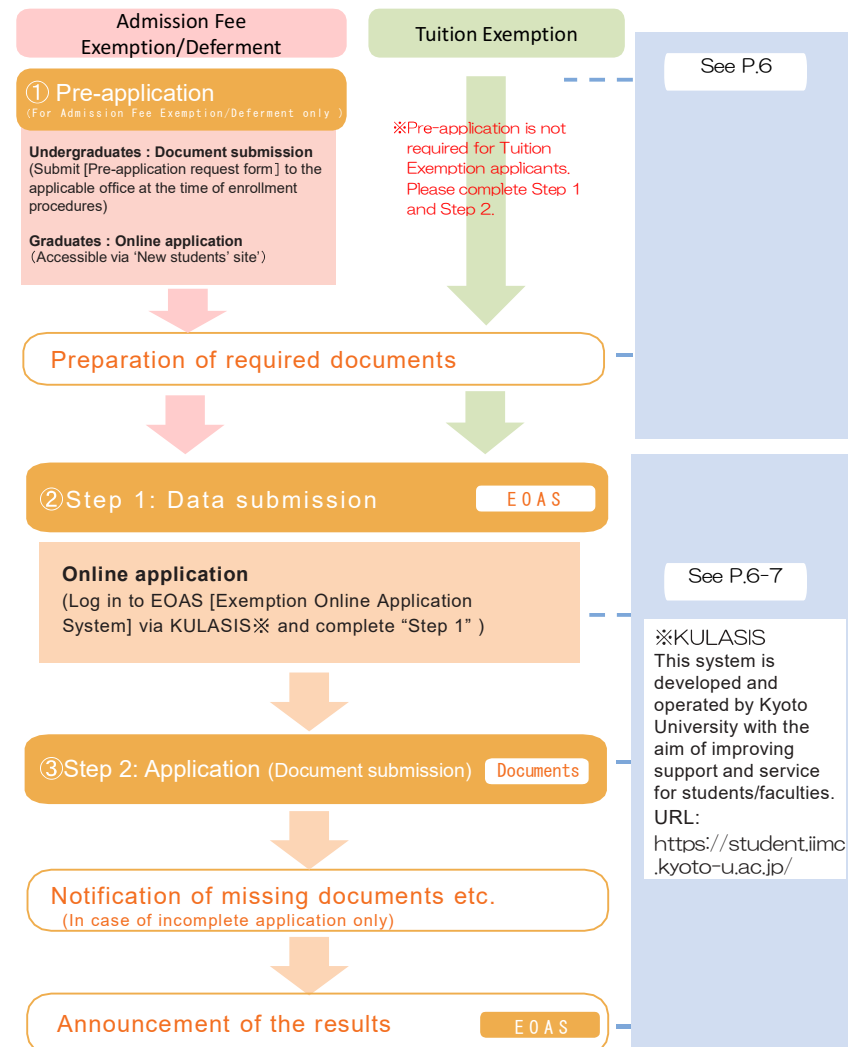 Admission Fee
Exemption/Deferment
Tuition Exemption
See P.6
① Pre-application
(For Admission Fee Exemption/Deferment only )
Undergraduates : Document submission
(Submit [Pre-application request form] to the
applicable office at the time of enrollment
procedures)
Graduates : Online application
(Accessible via ‘New students’ site’)
※Pre-application is not
required for Tuition
Exemption applicants.
Please complete Step 1
and Step 2.
Preparation of required documents
②Step 1: Data submission
EOAS
Online application
(Log in to EOAS [Exemption Online Application
System] via KULASIS※ and complete “Step 1” )
See P.6-7
※KULASIS
This system is
developed and
operated by Kyoto
University with the
aim of improving
support and service
for students/faculties.
URL:
https://student.iimc
.kyoto-u.ac.jp/
③Step 2: Application (Document submission)
Documents
Notification of missing documents etc.
(In case of incomplete application only)
Announcement of the results
EOAS